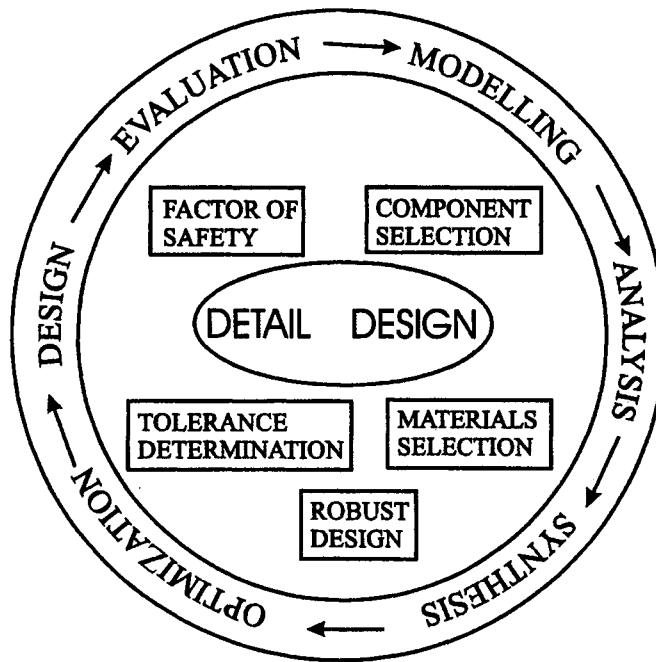 EVALUATION
MODELLING
ANALYSIS
SYNTHESIS
OPTIMIZATION
DESIGN
FACTOR OF
SAFETY
COMPONENT
SELECTION
DETAIL DESIGN
TOLERANCE
DETERMINATION
MATERIALS
SELECTION
ROBUST
DESIGN